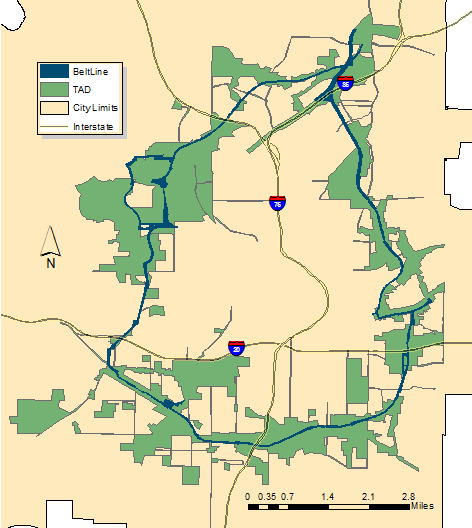 BeltLine
TAD
City Limits
Interstate
85
75
N
20
0 0.35 0.7 1.4 2.1 2.8
Miles